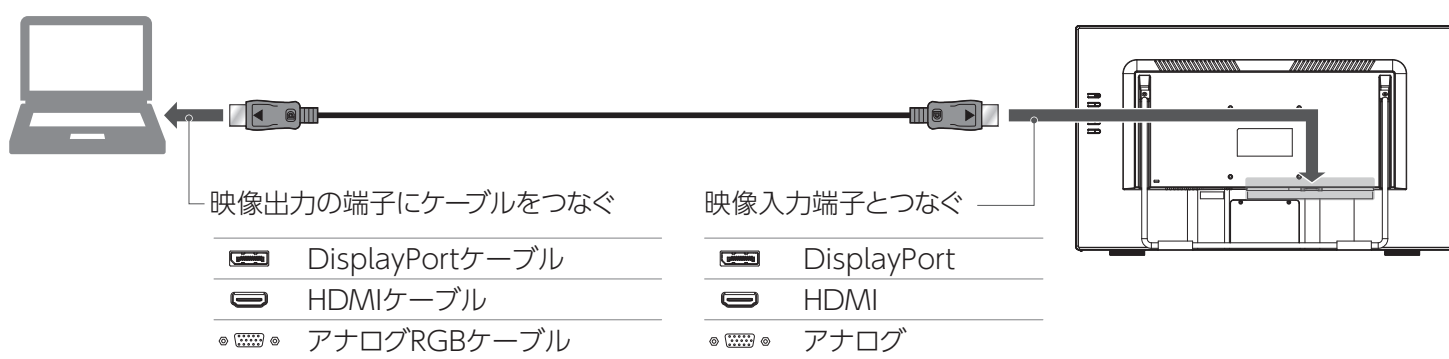 映像出力の端子にケーブルをつなぐ
DisplayPortケーブル
HDMIケーブル
アナログRGBケーブル
映像入力端子とつなぐ
DisplayPort
HDMI
アナログ